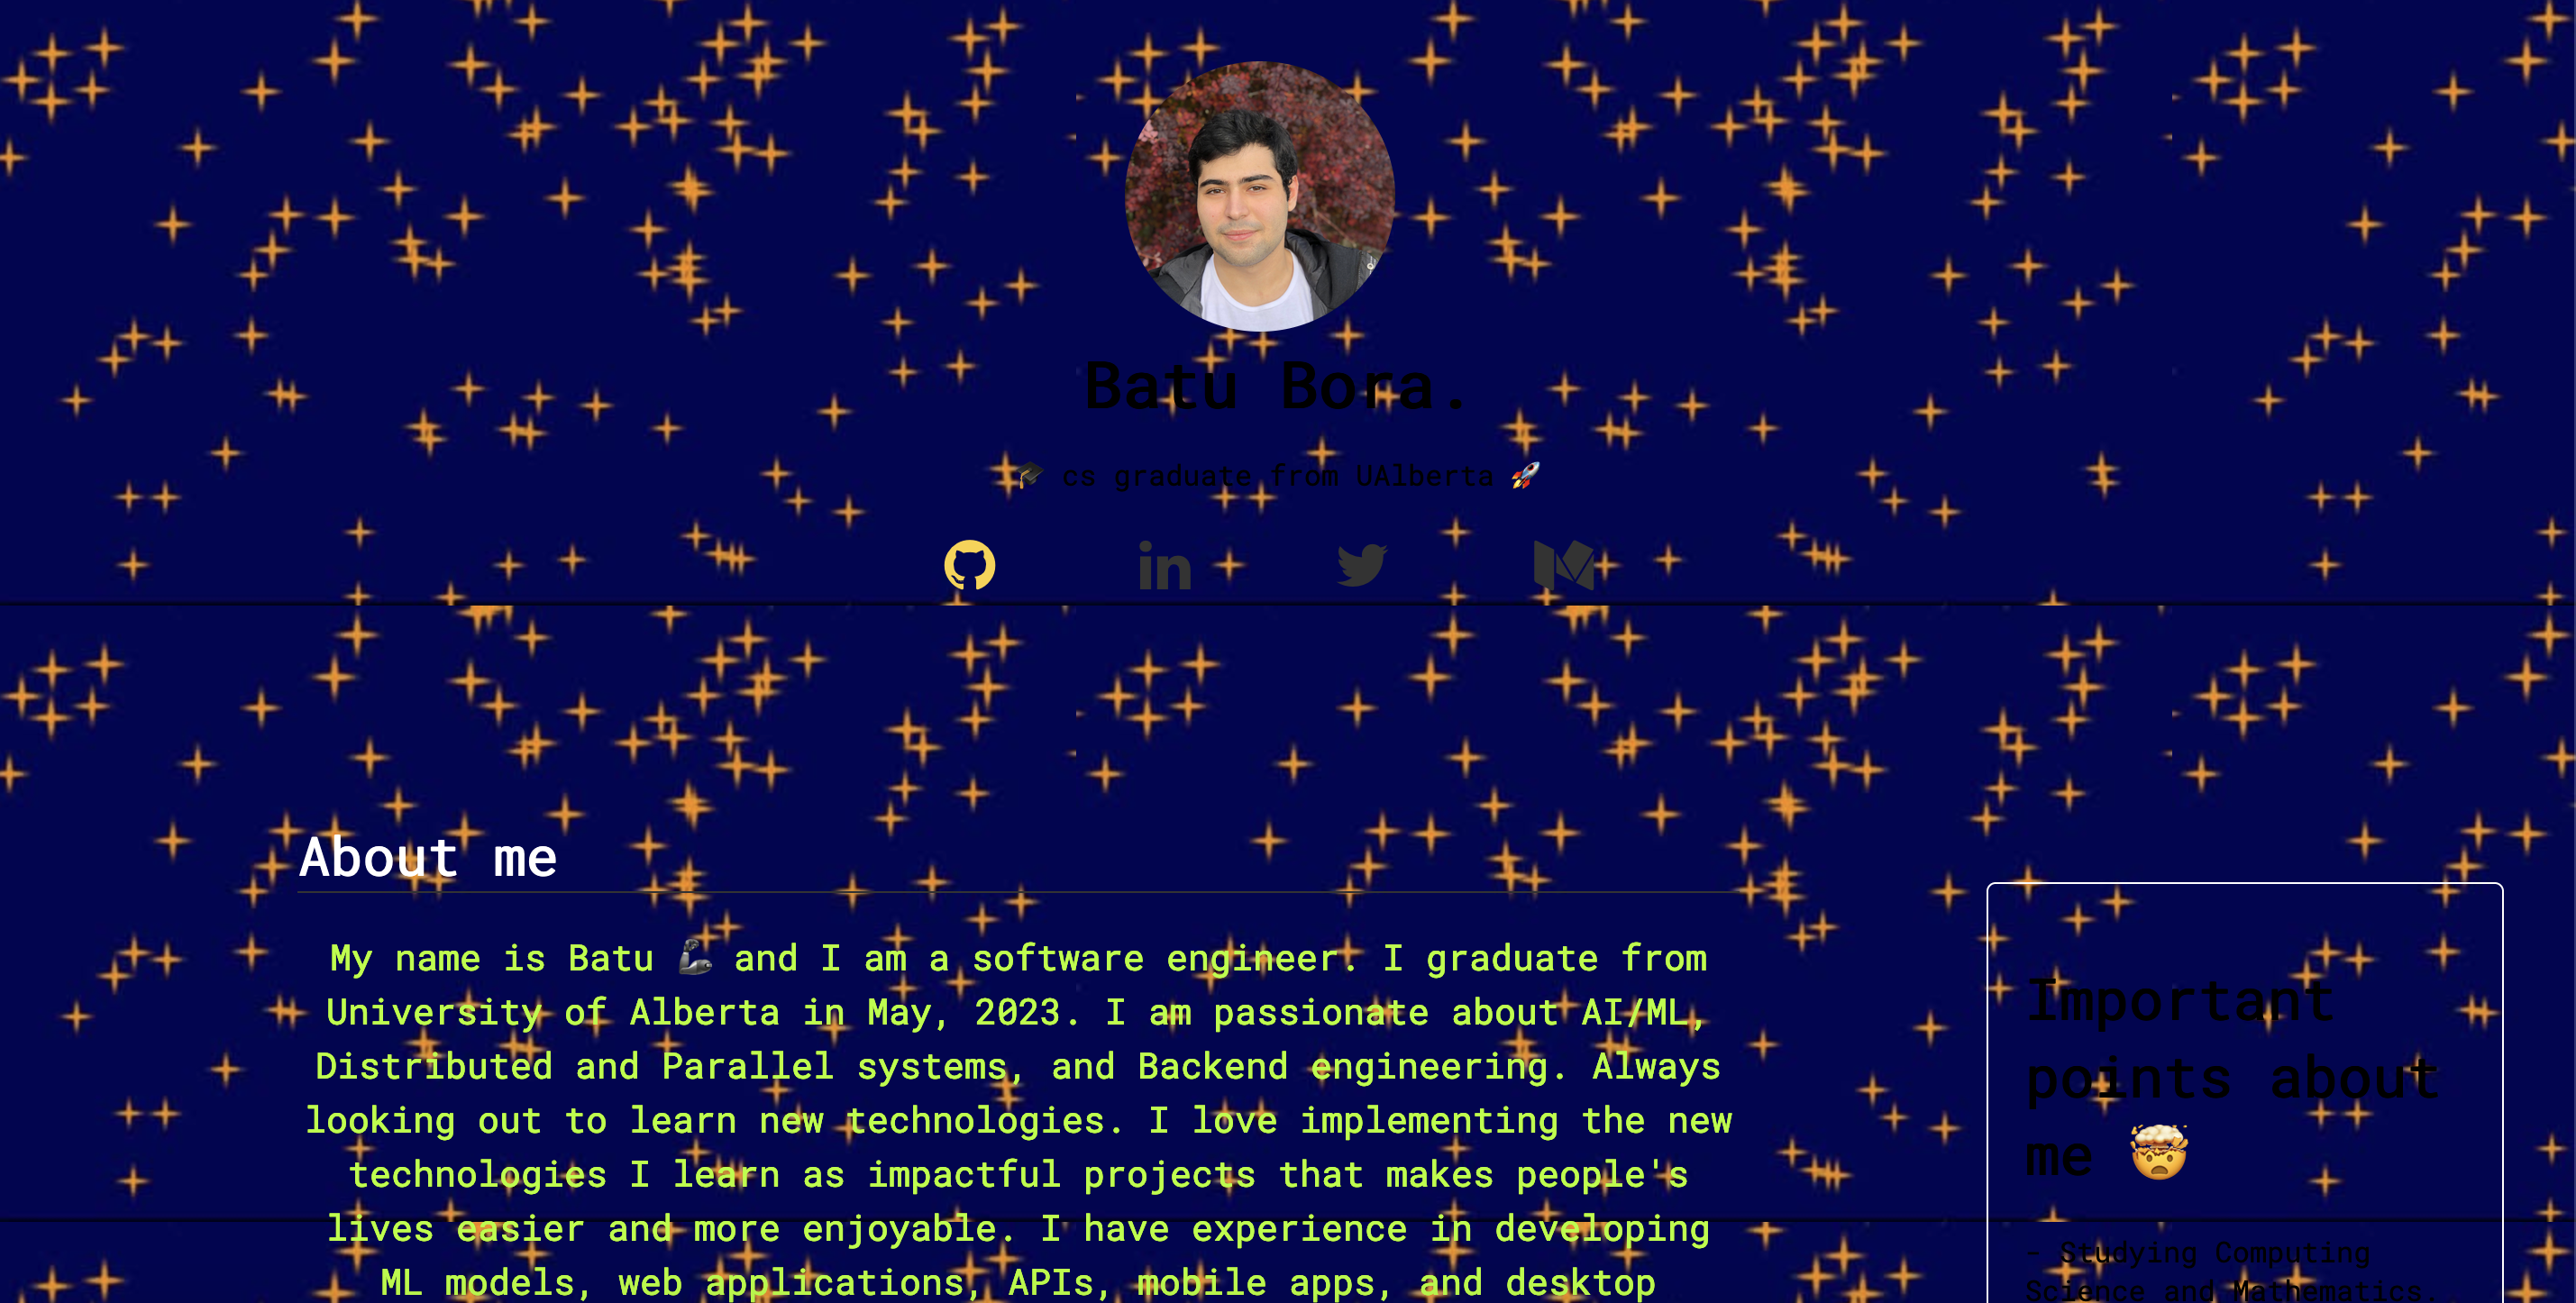 Batu Bora.
🎓 cs graduate from UAlberta 🚀
in
About me
My name is Batu 🦾 and I am a software engineer. I graduate from
University of Alberta in May, 2023. I am passionate about AI/ML,
Distributed and Parallel systems, and Backend engineering. Always
looking out to learn new technologies. I love implementing the new
technologies I learn as impactful projects that makes people's
lives easier and more enjoyable. I have experience in developing
ML models, web applications, APIs, mobile apps, and desktop
Important
points about
me 🤯
- Studying Computing
Science and Mathematics.